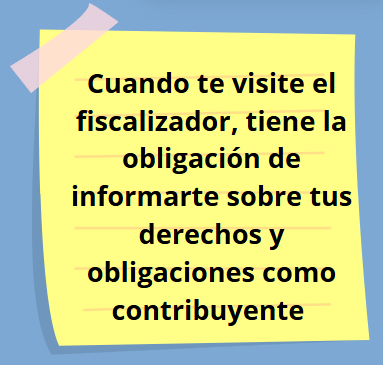 Cuando te visite el
fiscalizador, tiene la
obligación de
informarte sobre tus
derechos y
obligaciones como
contribuyente